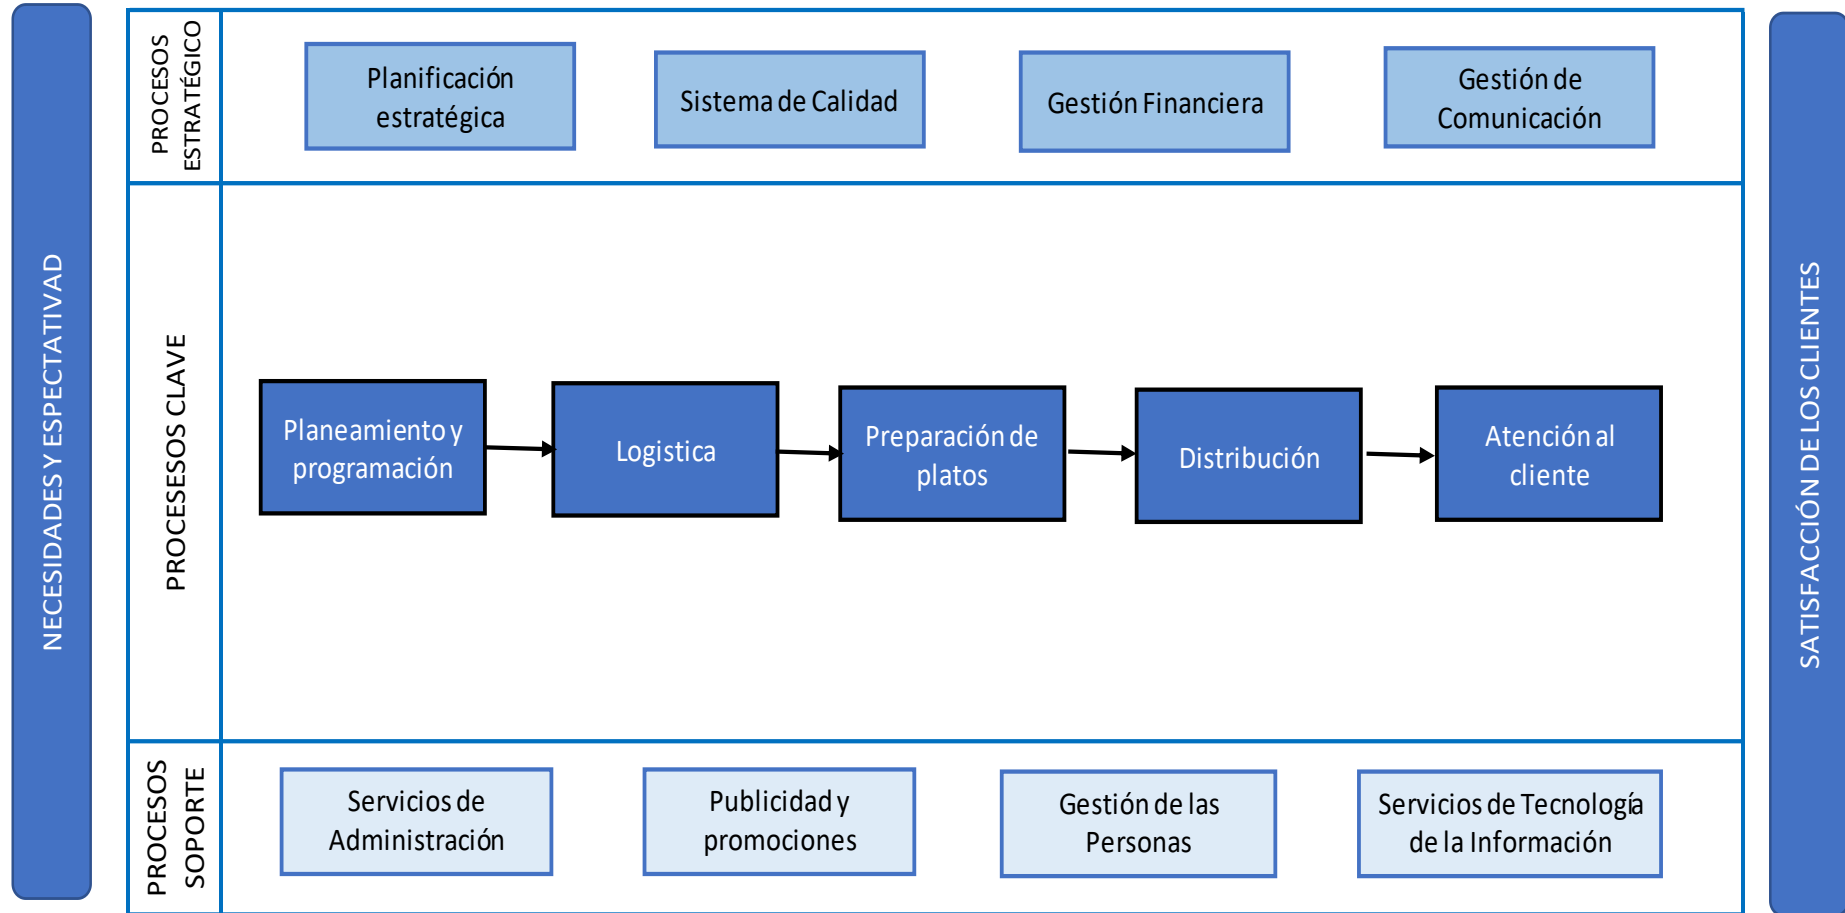 NECESIDADES Y ESPECTATIVAD
PROCESOS
ESTRATÉGICO
Planificación
estratégica
Sistema de Calidad
Gestión Financiera
Gestión de
Comunicación
PROCESESOS CLAVE
Planeamiento y
programación
Logistica
Preparación de
platos
Distribución
Atención al
cliente
PROCESOS
SOPORTE
Servicios de
Administración
Publicidad y
promociones
Gestión de las
Personas
Servicios de Tecnología
de la Información
SATISFACCIÓN DE LOS CLIENTES